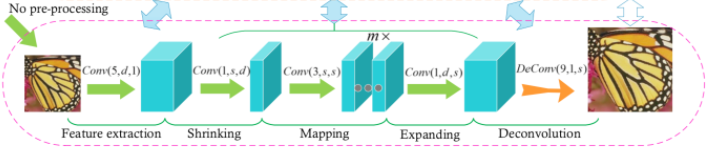 No pre-processing
m×
Conv(5,d,1)
Conv(1,s,d)
Conv(3,s,s)
Conv(1,d,s)
DeConv(9,1,s)
Feature extraction
Shrinking
Mapping
Expanding
Deconvolution